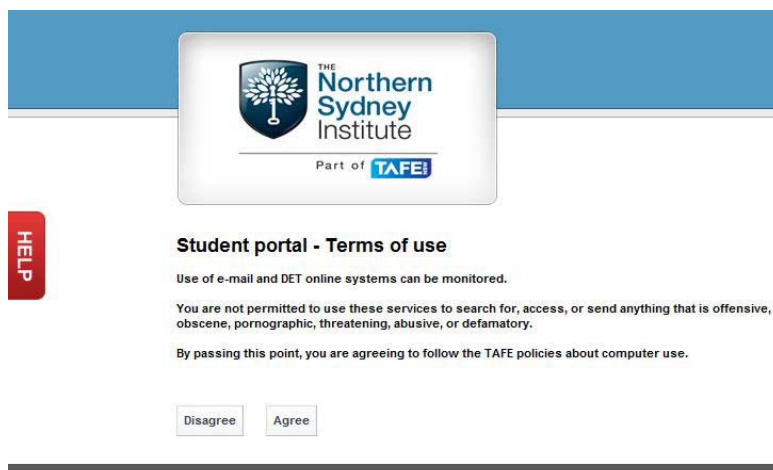 THE
Northern
Sydney
Institute
Part of TAFE NSW
HELP
Student portal - Terms of use
Use of e-mail and DET online systems can be monitored.
You are not permitted to use these services to search for, access, or send anything that is offensive,
obscene, pornographic, threatening, abusive, or defamatory.
By passing this point, you are agreeing to follow the TAFE policies about computer use.
Disagree Agree